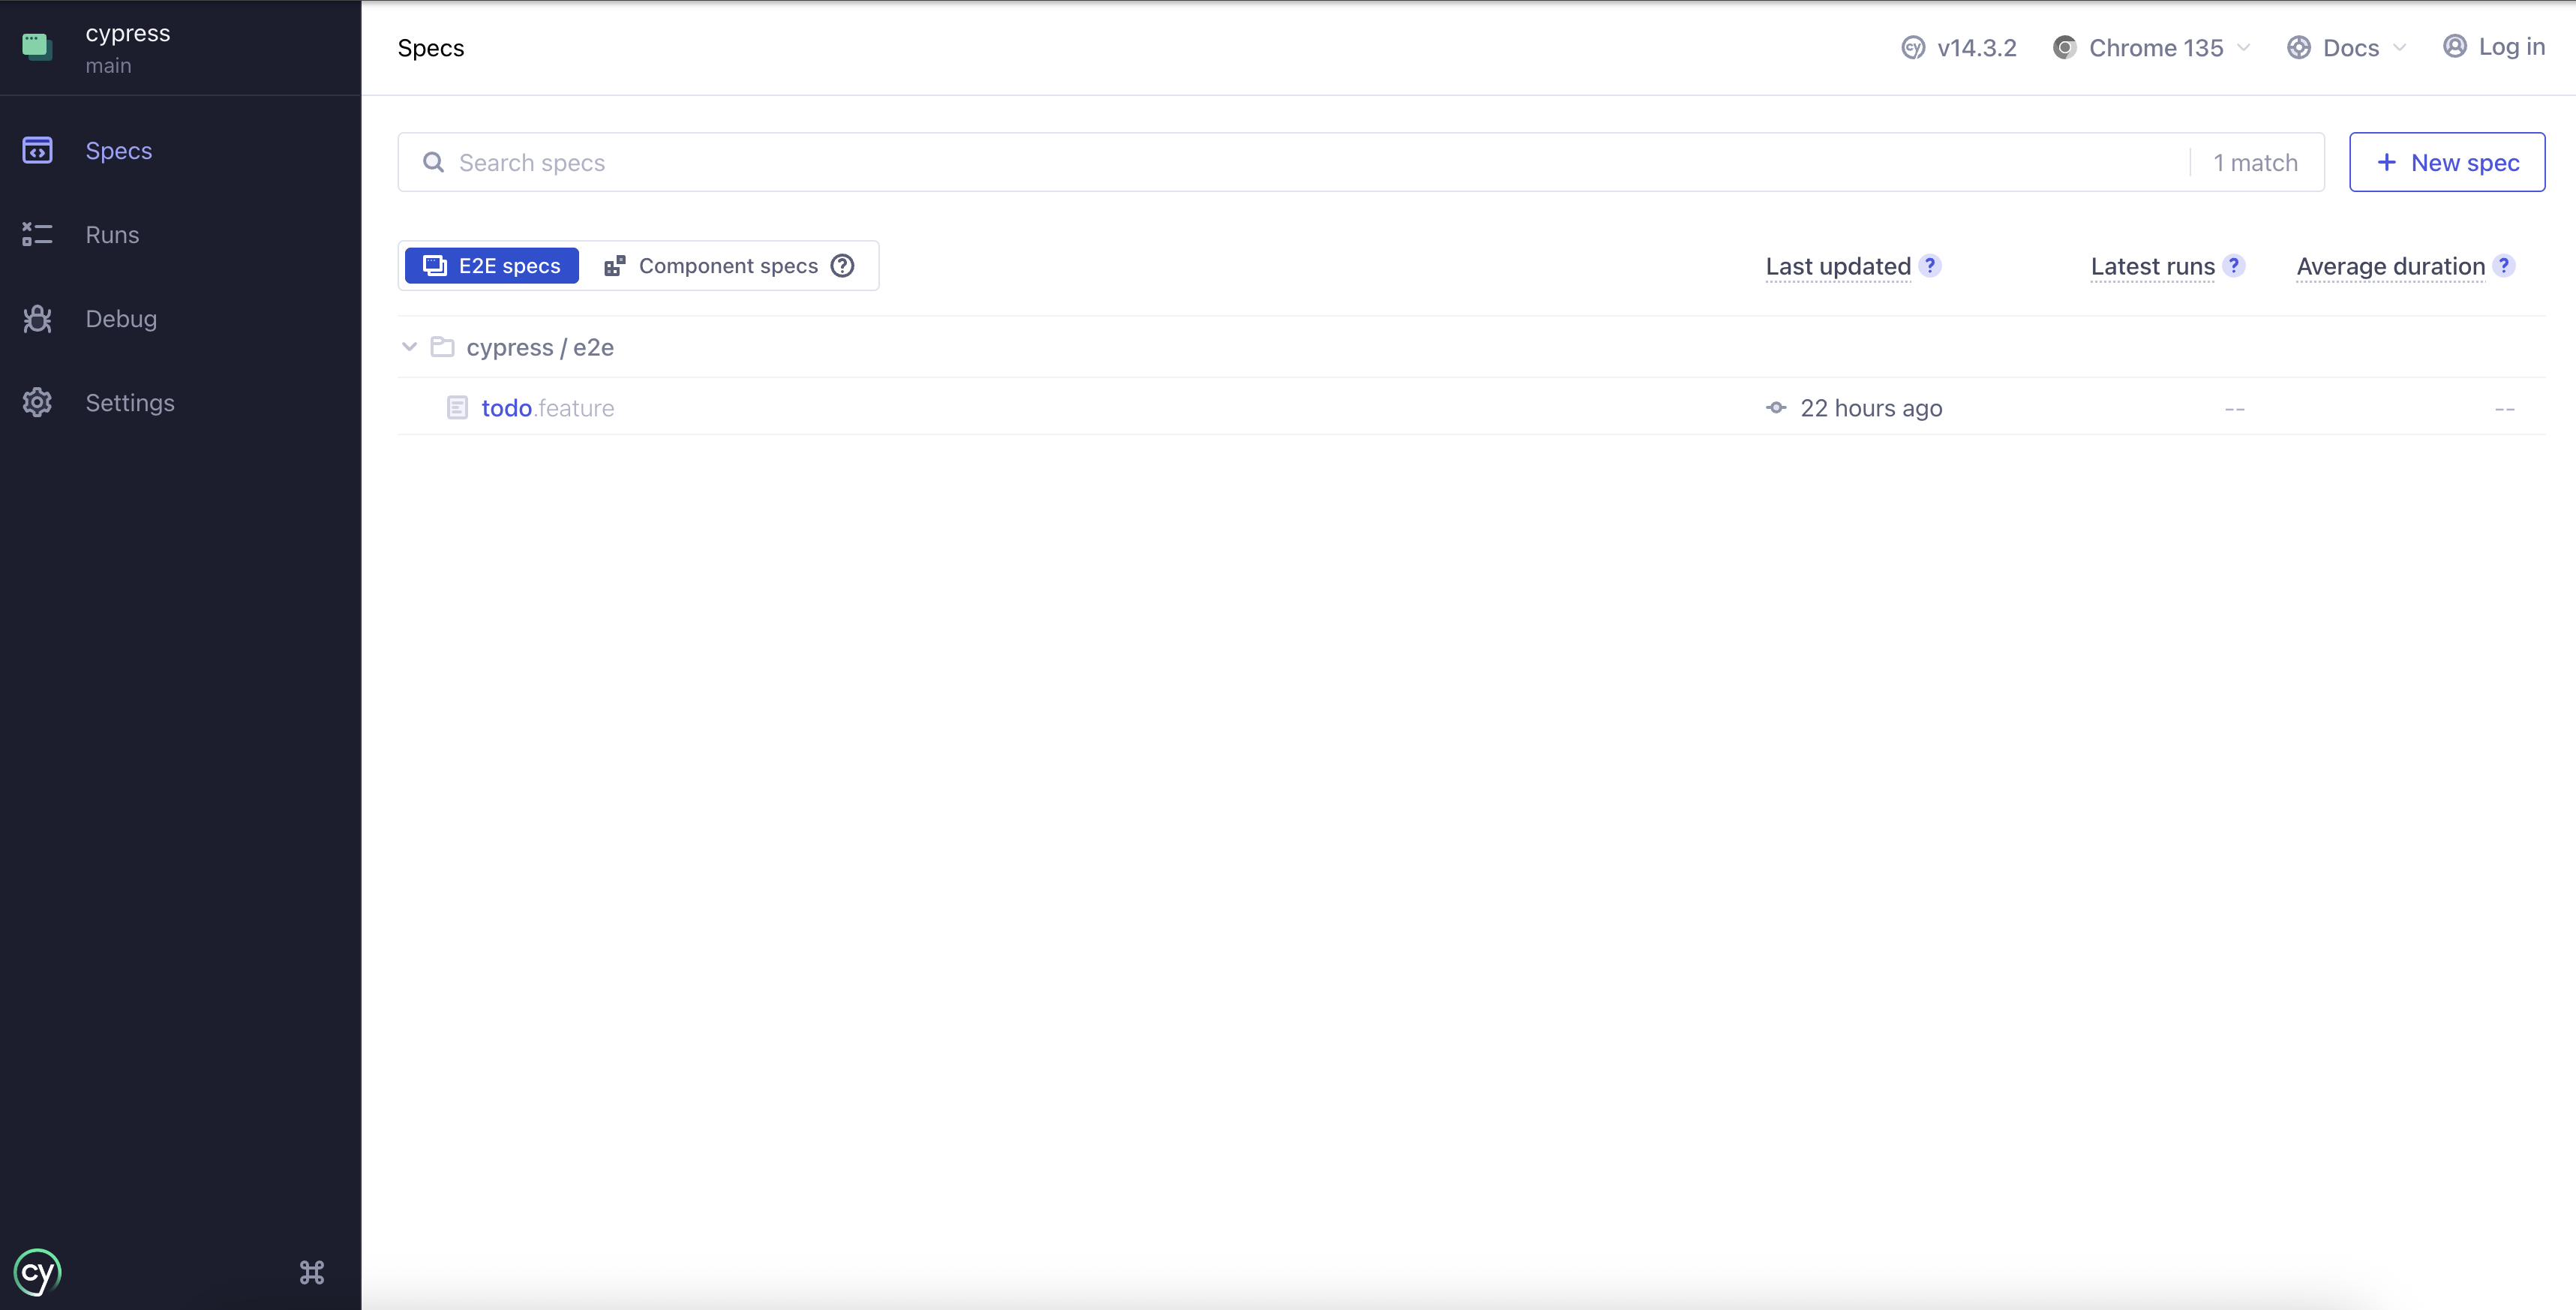 cypress
main
Specs
v14.3.2
Chrome 135
Docs
Log in
Specs
Runs
Debug
Settings
Search specs
1 match
+ New spec
E2E specs
Component specs ?
Last updated ?
Latest runs ?
Average duration ?
cypress / e2e
todo.feature
22 hours ago
--
--
cy